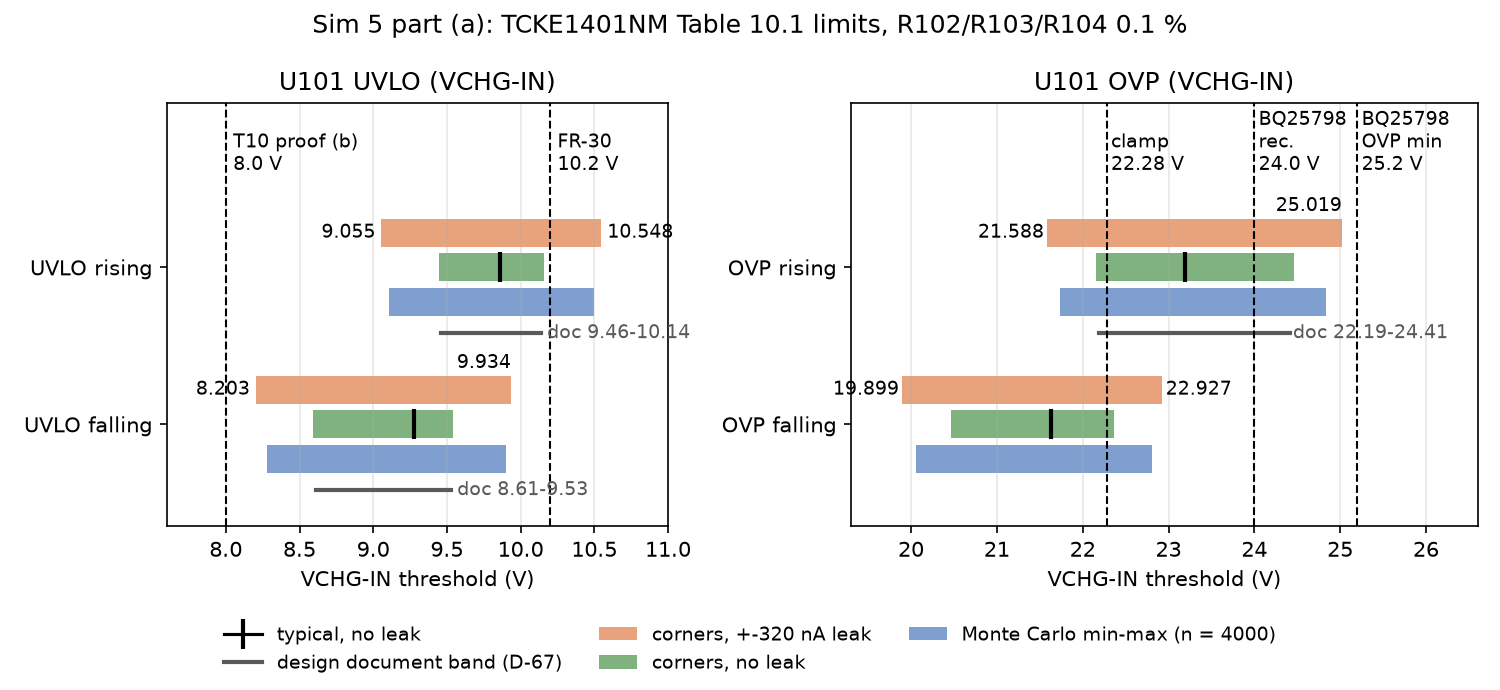 Sim 5 part (a): TCKE1401NM Table 10.1 limits, R102/R103/R104 0.1 %
U101 UVLO (VCHG-IN)
T10 proof (b)
8.0 V
FR-30
10.2 V
9.055
10.548
UVLO rising
doc 9.46-10.14
9.934
8.203
UVLO falling
doc 8.61-9.53
8.0 8.5 9.0 9.5 10.0 10.5 11.0
VCHG-IN threshold (V)
U101 OVP (VCHG-IN)
clamp
22.28 V
BQ25798
rec.
24.0 V
BQ25798
OVP min
25.2 V
25.019
21.588
OVP rising
doc 22.19-24.41
19.899
22.927
OVP falling
20 21 22 23 24 25 26
VCHG-IN threshold (V)
typical, no leak
design document band (D-67)
corners, +-320 nA leak
corners, no leak
Monte Carlo min-max (n = 4000)